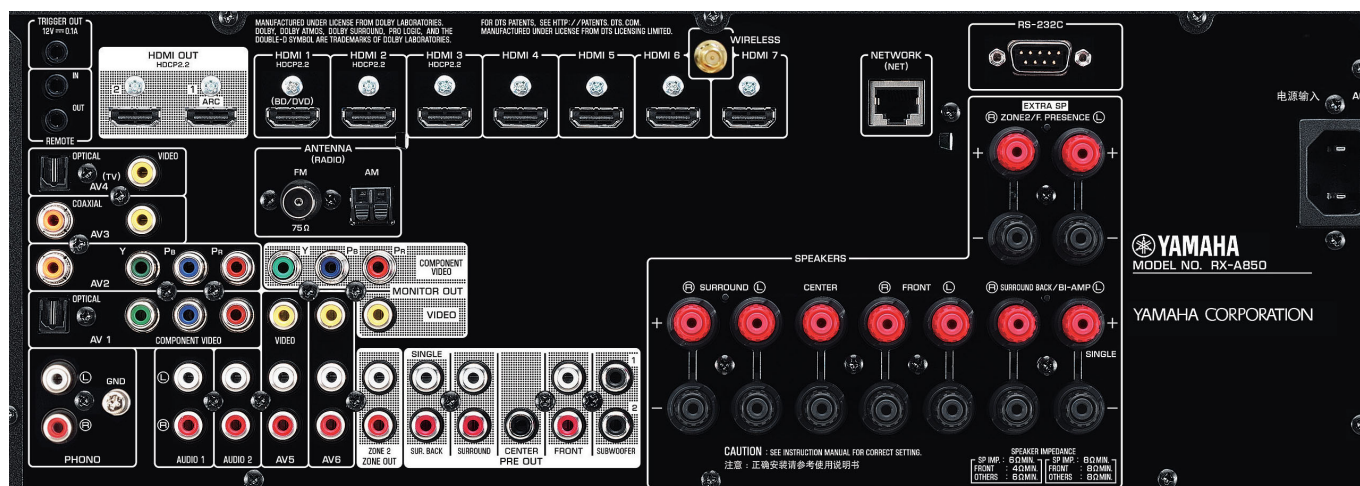 TRIGGER OUT
12V 0.1A
IN
OUT
REMOTE
MANUFACTURED UNDER LICENSE FROM DOLBY LABORATORIES.
DOLBY, DOLBY ATMOS, DOLBY SURROUND, PRO LOGIC, AND THE
DOUBLE-D SYMBOL ARE TRADEMARKS OF DOLBY LABORATORIES.
FOR DTS PATENTS, SEE HTTP://PATENTS.DTS.COM.
MANUFACTURED UNDER LICENSE FROM DTS LICENSING LIMITED.
HDMI OUT
HDCP2.2
2
1
ARC
HDMI 1
HDCP2.2
(BD/DVD)
HDMI 2
HDCP2.2
HDMI 3
HDCP2.2
HDMI 4
HDMI 5
HDMI 6
HDMI 7
WIRELESS
NETWORK
(NET)
RS-232C
电源输入
OPTICAL
(TV)
VIDEO
AV4
COAXIAL
AV3
AV2
Y
PB
PR
OPTICAL
AV 1
COMPONENT VIDEO
ANTENNA
(RADIO)
FM
75Ω
AM
Y
PB
PR
COMPONENT
VIDEO
MONITOR OUT
VIDEO
VIDEO
PHONO
L
R
GND
L
R
AUDIO 1
AUDIO 2
AV5
AV6
ZONE 2
ZONE OUT
SINGLE
SUR. BACK
SURROUND
CENTER
FRONT
SUBWOOFER
1
2
PRE OUT
EXTRA SP
R ZONE2/F. PRESENCE L
+ +
− −
SPEAKERS
R SURROUND L
CENTER
R FRONT L
R SURROUND BACK/BI-AMP L
+ +
SINGLE
− −
CAUTION : SEE INSTRUCTION MANUAL FOR CORRECT SETTING.
注意 : 正确安装请参考使用说明书
SPEAKER IMPEDANCE
SP IMP. : 6ΩMIN.
FRONT : 4ΩMIN.
OTHERS : 6ΩMIN.
SP IMP. : 8ΩMIN.
FRONT : 8ΩMIN.
OTHERS : 8ΩMIN.
YAMAHA
MODEL NO. RX-A850
YAMAHA CORPORATION